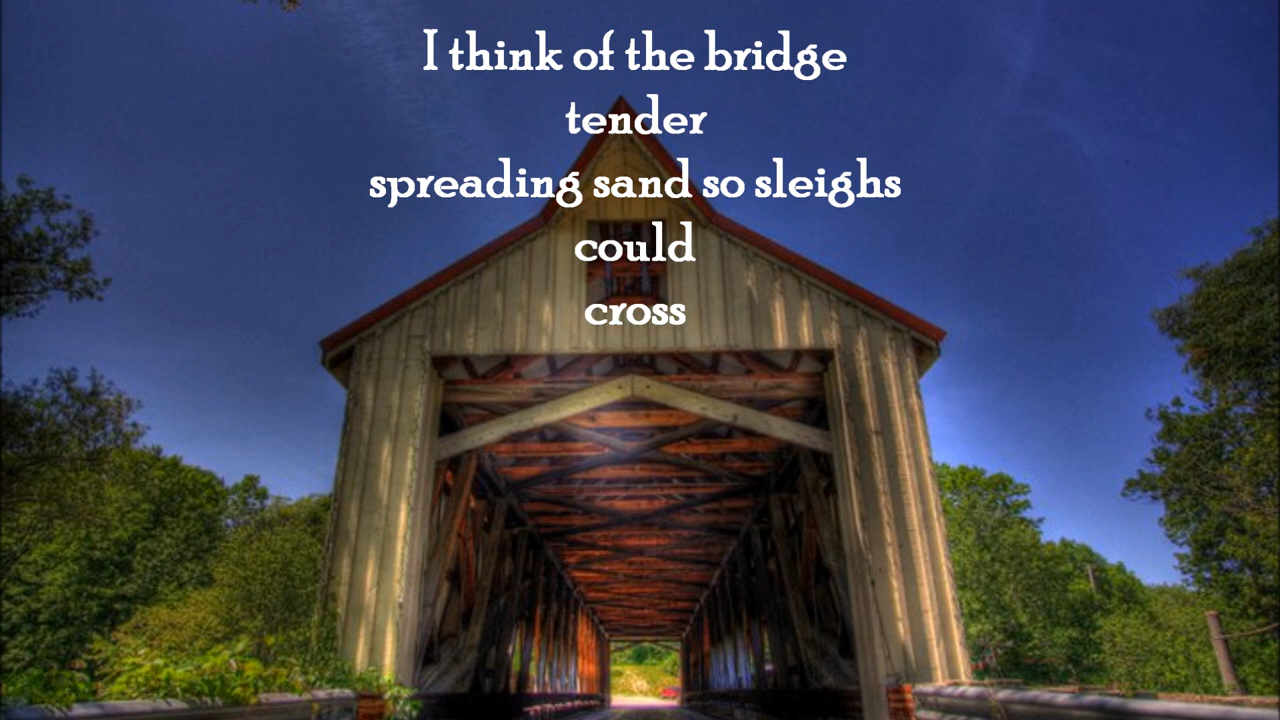 I think of the bridge
tender
spreading sand so sleighs
could
cross